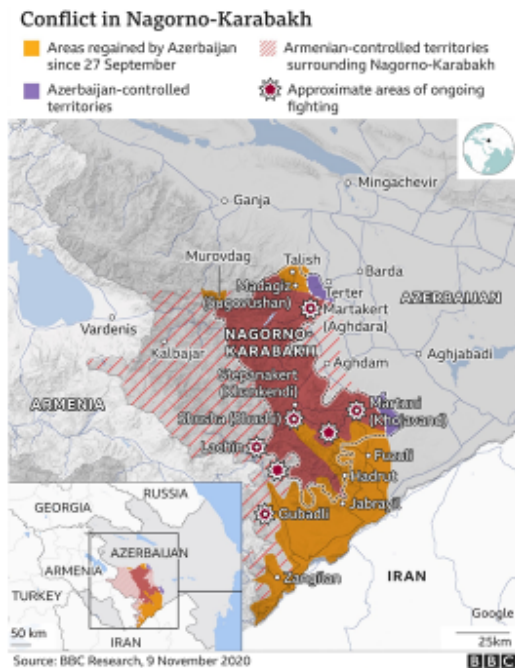 Conflict in Nagorno-Karabakh
Areas regained by Azerbaijan
since 27 September
Armenian-controlled territories
surrounding Nagorno-Karabakh
Azerbaijan-controlled
territories
Approximate areas of ongoing
fighting
Mingachevir
Ganja
Murovdag
Talish
Barda
Madagiz
(Sugovushan)
Terter
AZERBAIJAN
Martakert
(Aghdara)
Vardenis
NAGORNO-
KARABAKH
Kalbajar
Aghdam
Aghjabadi
Stepanakert
(Khankendi)
ARMENIA
Martuni
(Khojavand)
Shusha (Shushi)
Lachin
Fuzuli
Hadrut
Jabrayil
Gubadli
Zangilan
IRAN
RUSSIA
GEORGIA
AZERBAIJAN
ARMENIA
TURKEY
IRAN
Google
50 km
25km
Source: BBC Research, 9 November 2020
BBC